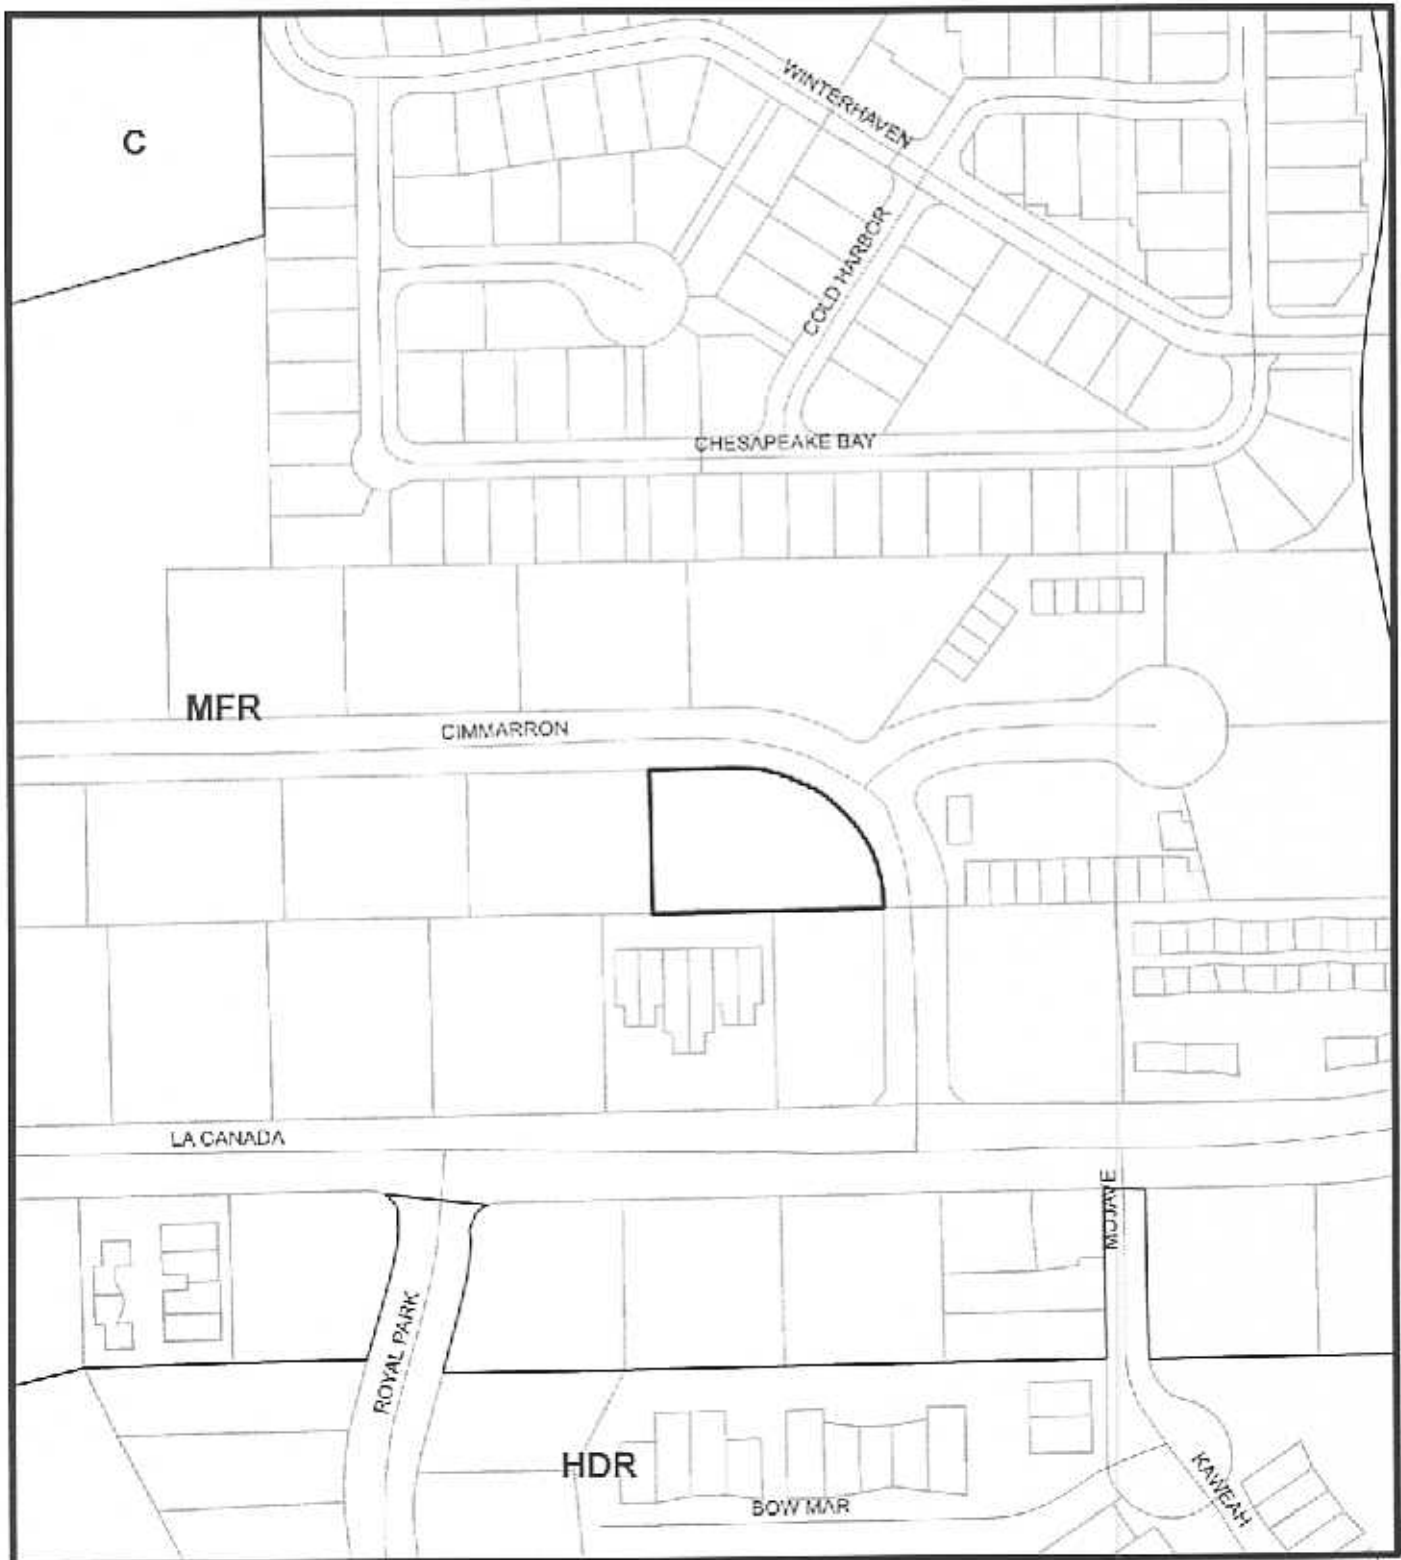 C
WINTERHAVEN
COLD HARBOR
CHESAPEAKE BAY
MFR
CIMMARRON
LA CANADA
MOJAVE
ROYAL PARK
HDR
KAWEAH
BOW MAR